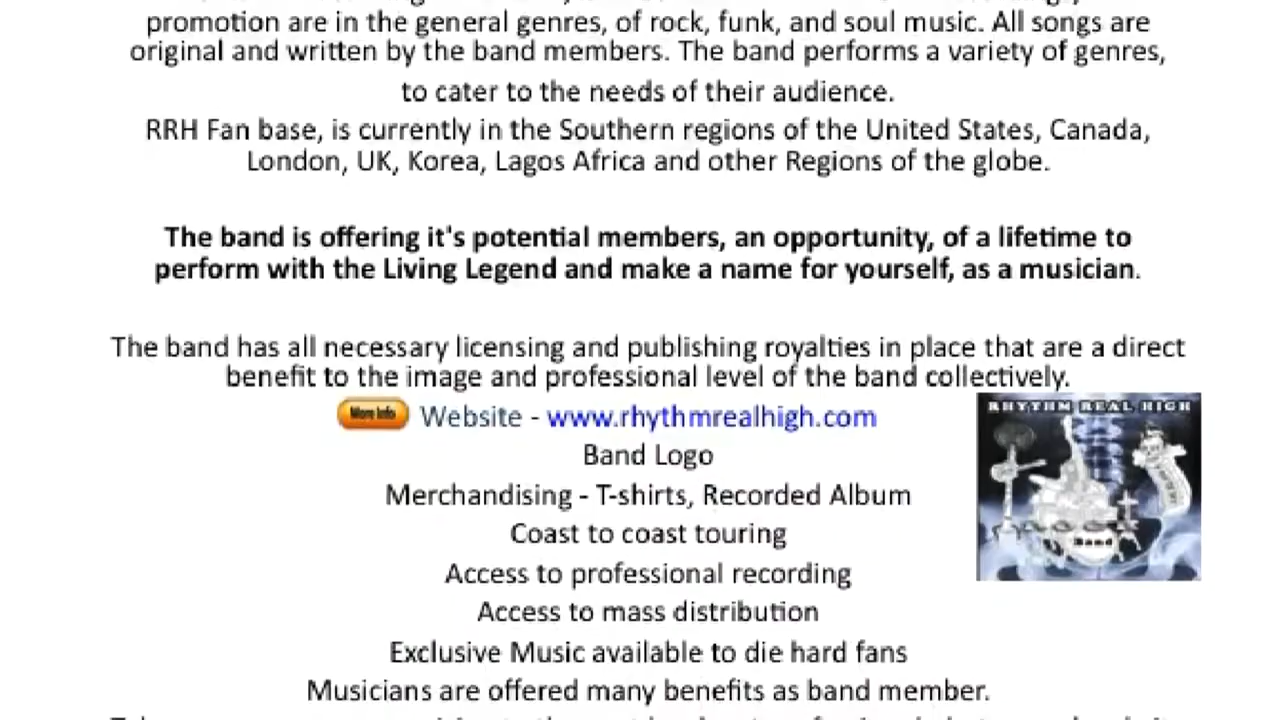 promotion are in the general genres, of rock, funk, and soul music. All songs are
original and written by the band members. The band performs a variety of genres,
to cater to the needs of their audience.
RRH Fan base, is currently in the Southern regions of the United States, Canada,
London, UK, Korea, Lagos Africa and other Regions of the globe.
The band is offering it's potential members, an opportunity, of a lifetime to
perform with the Living Legend and make a name for yourself, as a musician.
The band has all necessary licensing and publishing royalties in place that are a direct
benefit to the image and professional level of the band collectively.
More Info Website - www.rhythmrealhigh.com
RHYTHM REAL HIGH
Band Logo
Merchandising - T-shirts, Recorded Album
Coast to coast touring
Band
Access to professional recording
Access to mass distribution
Exclusive Music available to die hard fans
Musicians are offered many benefits as band member.